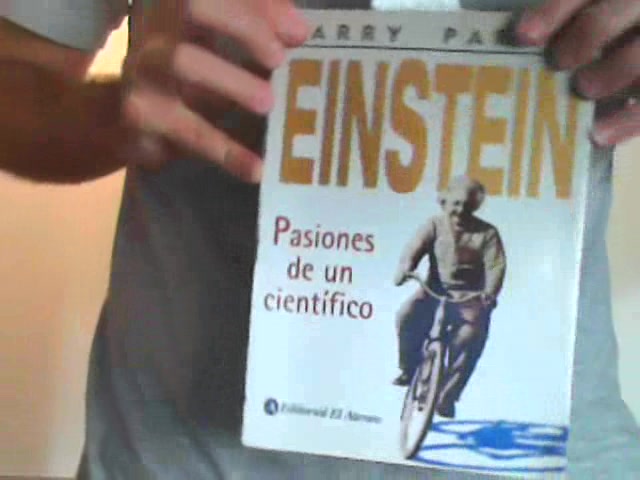 ARRY PA
EINSTEIN
Pasiones
de un
científico
Editorial El Ateneo